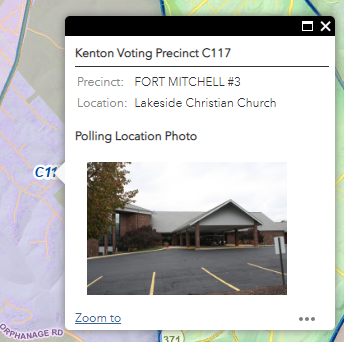 Kenton Voting Precinct C117
Precinct: FORT MITCHELL #3
Location: Lakeside Christian Church
Polling Location Photo
C11
Zoom to
ORPHANAGE RD
371